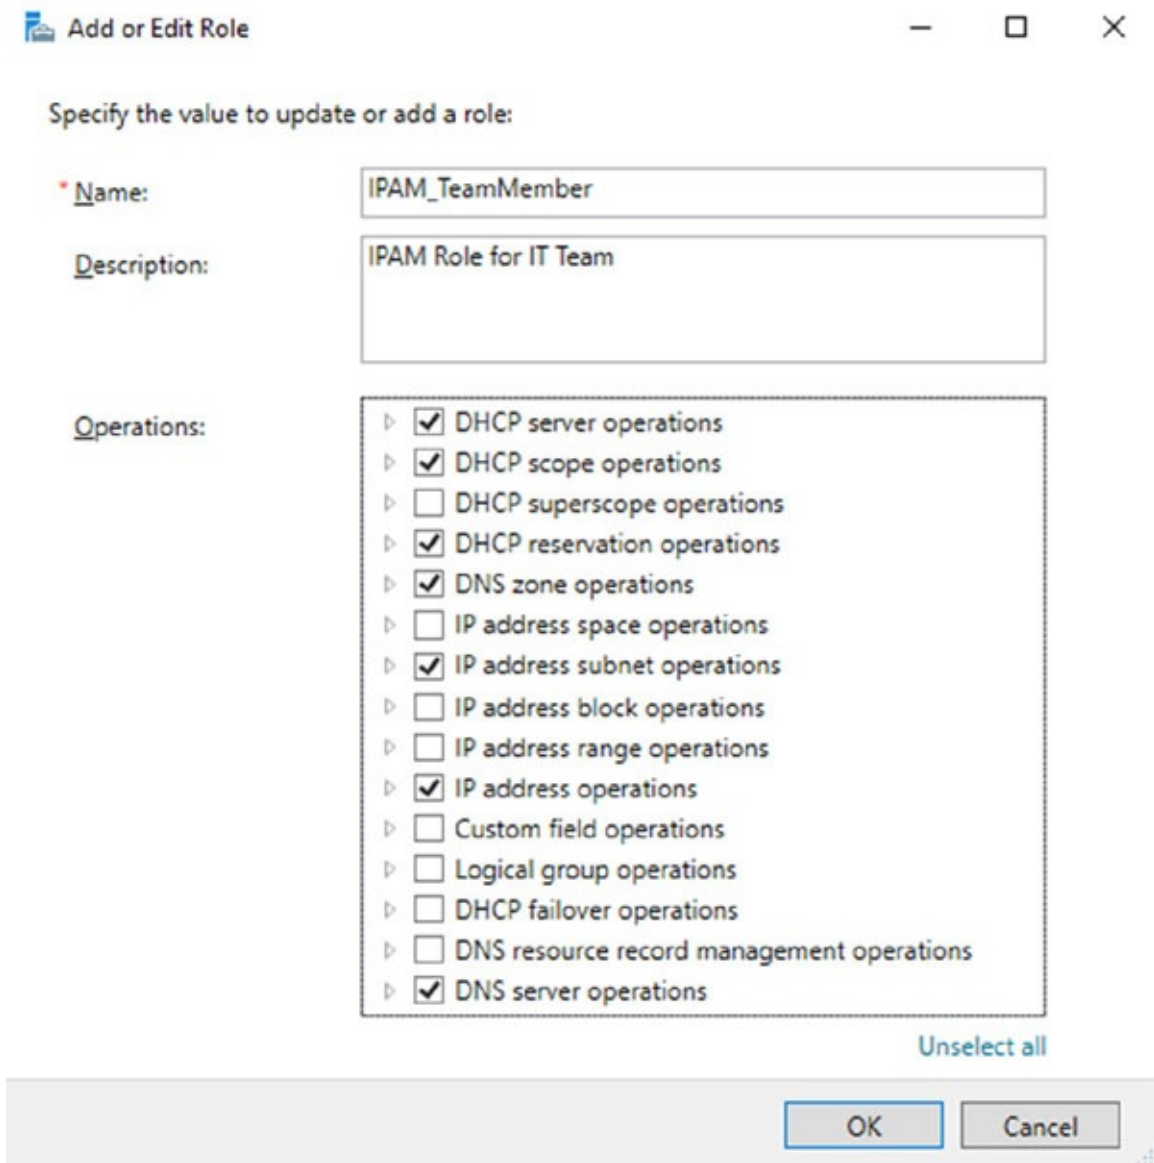 Add or Edit Role
Specify the value to update or add a role:
* Name: IPAM_TeamMember
Description: IPAM Role for IT Team
Operations:
DHCP server operations
DHCP scope operations
DHCP superscope operations
DHCP reservation operations
DNS zone operations
IP address space operations
IP address subnet operations
IP address block operations
IP address range operations
IP address operations
Custom field operations
Logical group operations
DHCP failover operations
DNS resource record management operations
DNS server operations
Unselect all
OK Cancel